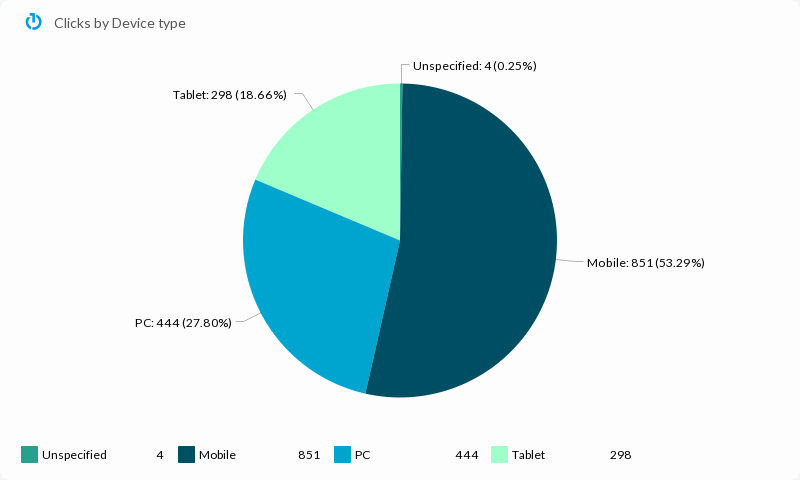 Clicks by Device type
Unspecified: 4 (0.25%)
Tablet: 298 (18.66%)
Mobile: 851 (53.29%)
PC: 444 (27.80%)
Unspecified 4 Mobile 851 PC 444 Tablet 298